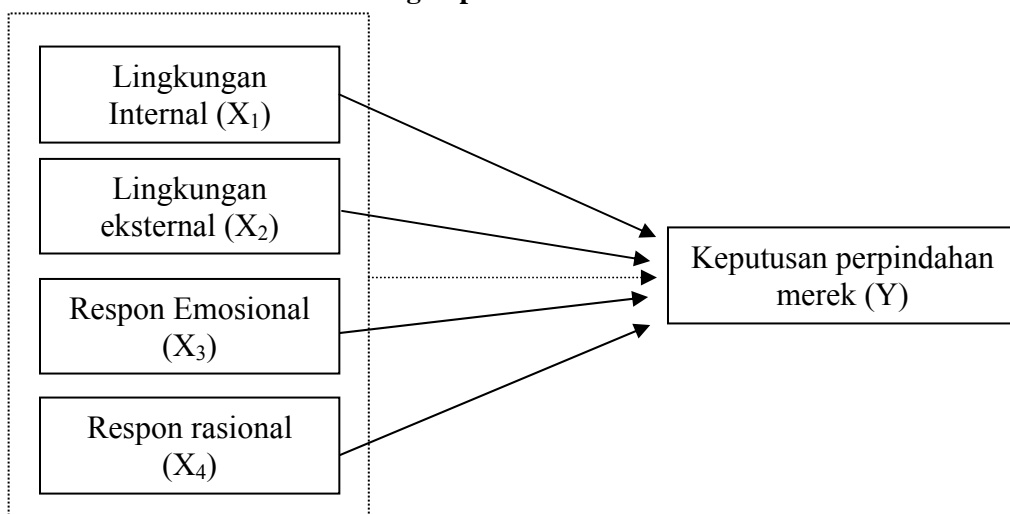 Lingkungan
Internal (X₁)
Lingkungan
eksternal (X₂)
Respon Emosional
(X₃)
Respon rasional
(X₄)
Keputusan perpindahan
merek (Y)